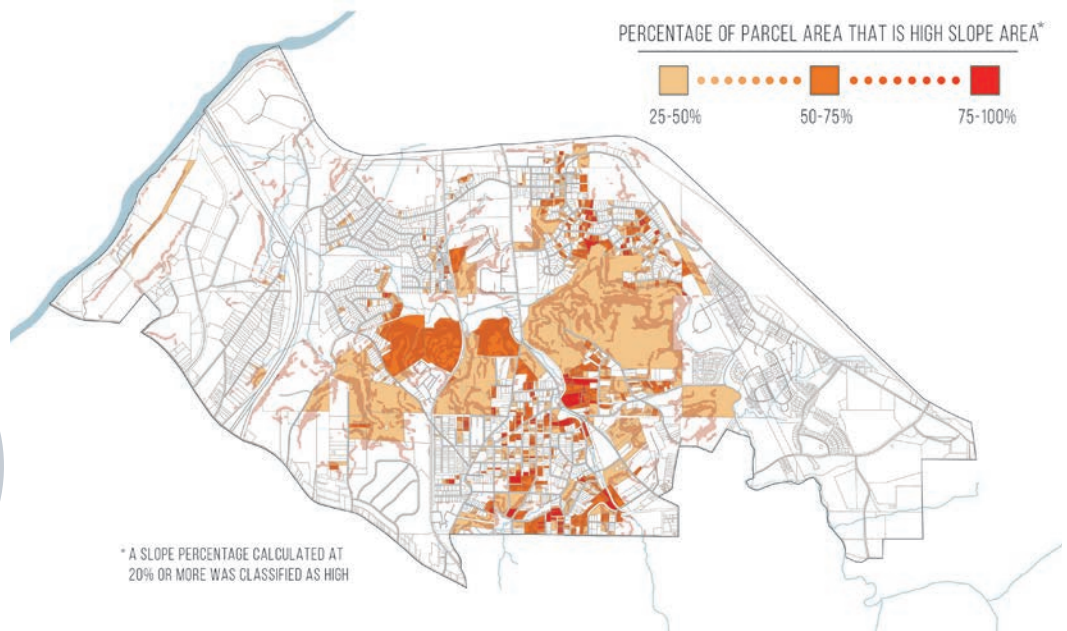 PERCENTAGE OF PARCEL AREA THAT IS HIGH SLOPE AREA*
25-50%
50-75%
75-100%
* A SLOPE PERCENTAGE CALCULATED AT
20% OR MORE WAS CLASSIFIED AS HIGH